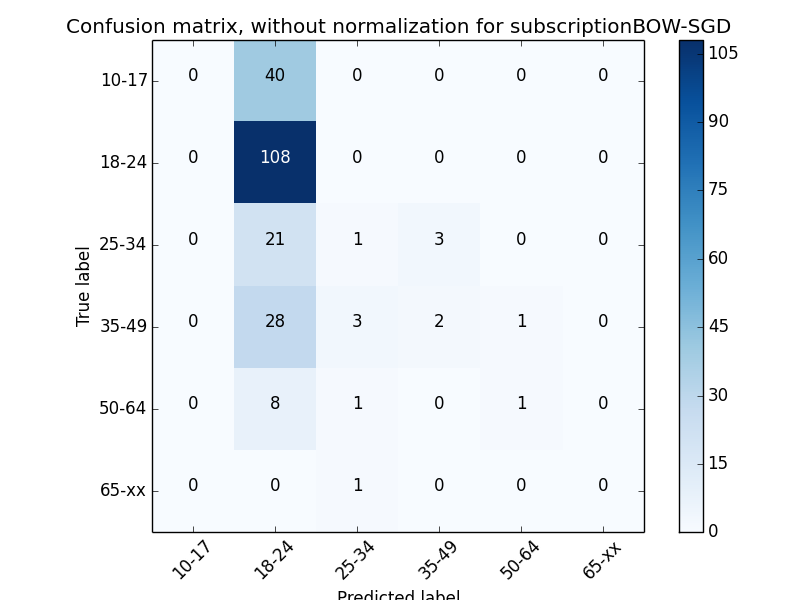 Confusion matrix, without normalization for subscriptionBOW-SGD
True label
10-17 0 40 0 0 0 0
18-24 0 108 0 0 0 0
25-34 0 21 1 3 0 0
35-49 0 28 3 2 1 0
50-64 0 8 1 0 1 0
65-xx 0 0 1 0 0 0
10-17 18-24 25-34 35-49 50-64 65-xx
Predicted label
105
90
75
60
45
30
15
0